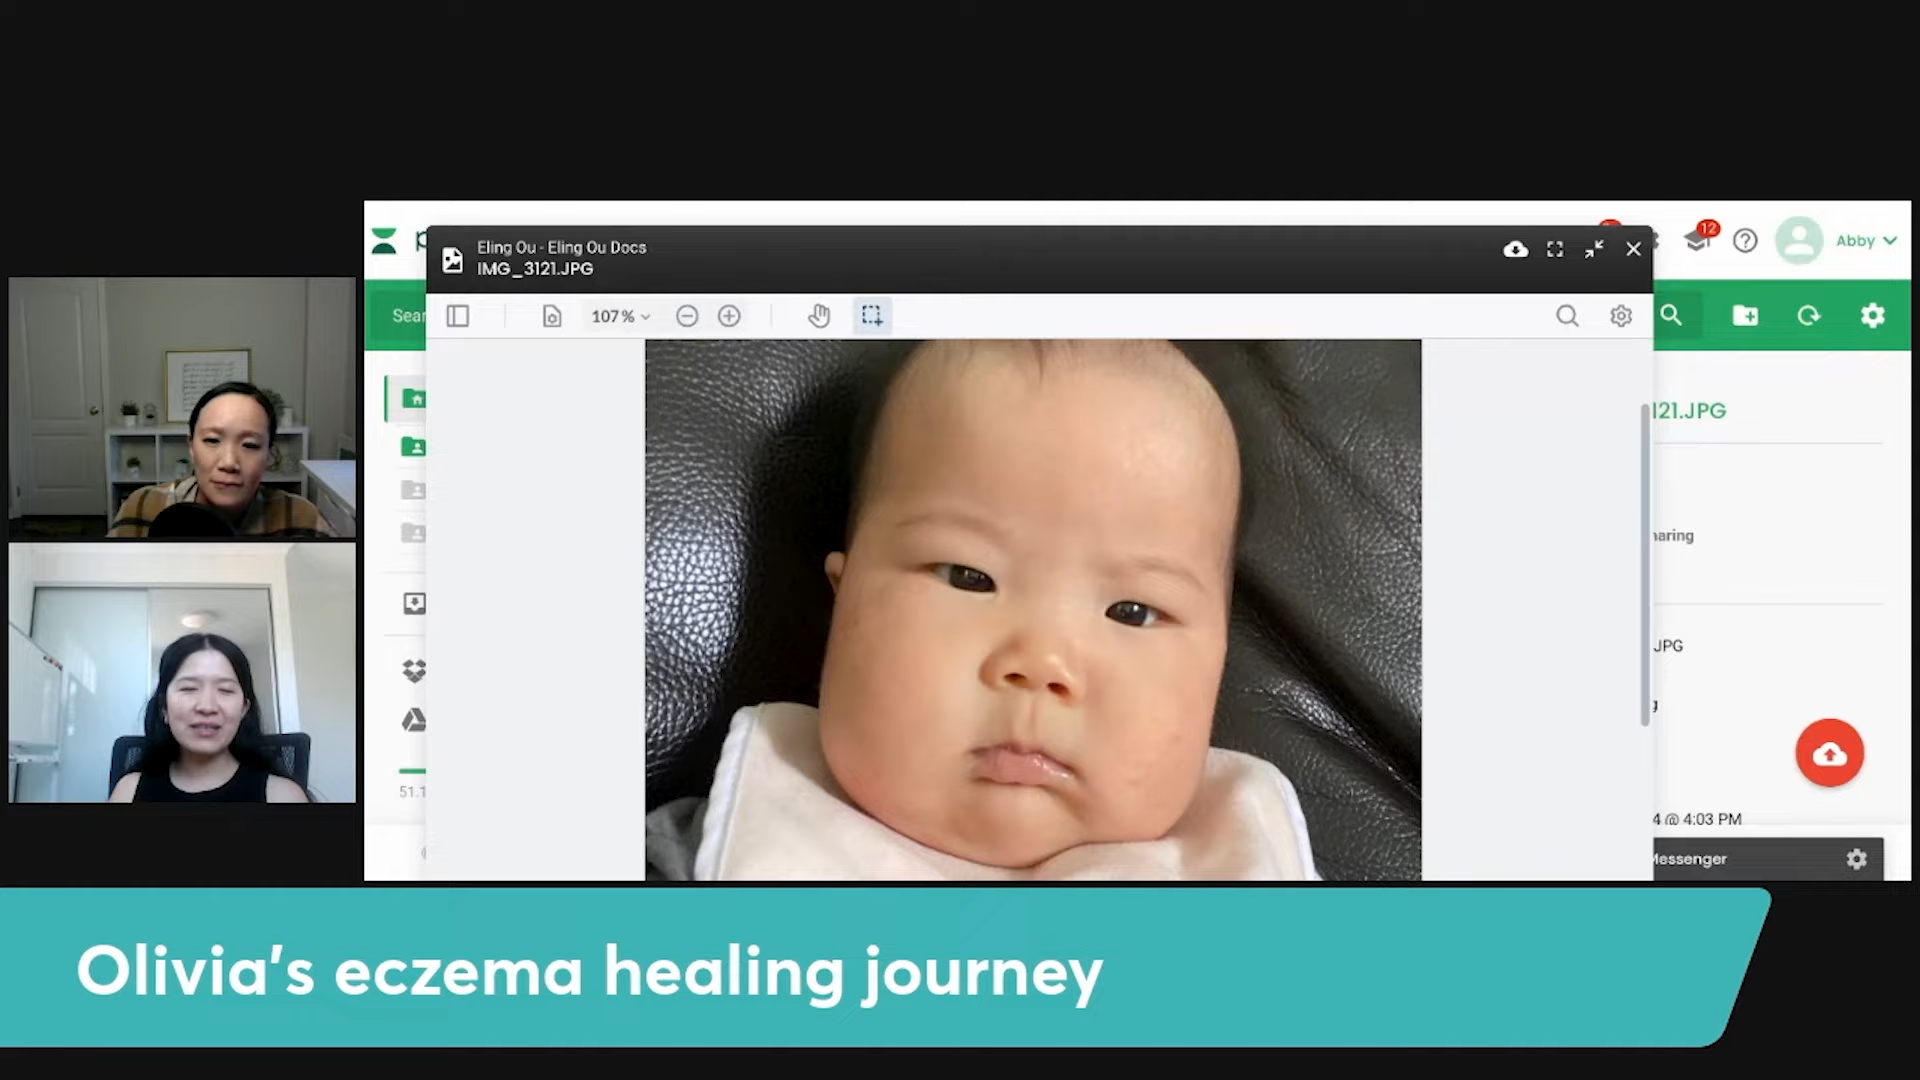 Eling Ou - Eling Ou Docs
IMG_3121.JPG
12
Abby
Sear
107%
121.JPG
haring
JPG
g
51.1
4 @ 4:03 PM
Messenger
Olivia's eczema healing journey